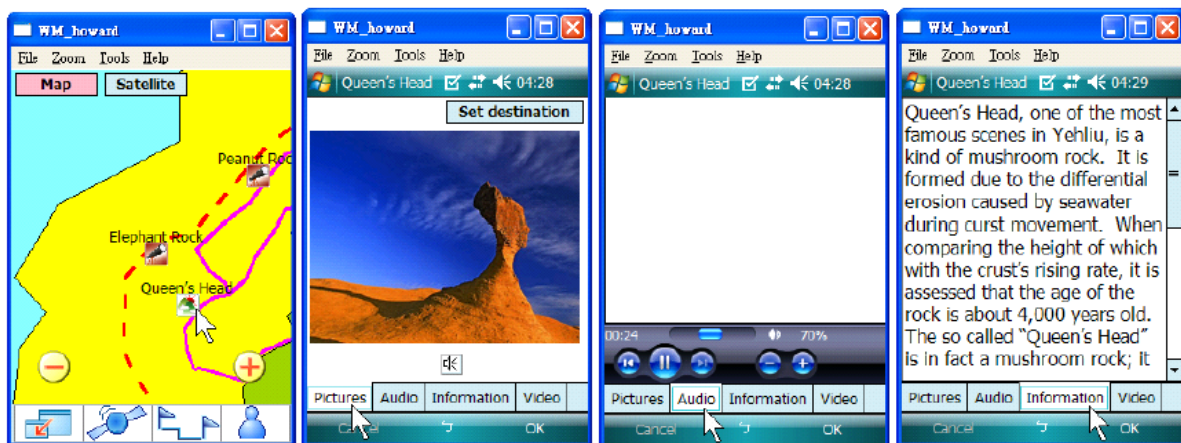 WM_howard
File Zoom Tools Help
Map Satellite
Peanut Roc
Elephant Rock
Queen's Head
WM_howard
File Zoom Tools Help
Queen's Head 04:28
Set destination
Pictures Audio Information Video
Cancel OK
WM_howard
File Zoom Tools Help
Queen's Head 04:28
00:24 70%
Pictures Audio Information Video
Cancel OK
WM_howard
File Zoom Tools Help
Queen's Head 04:29
Queen's Head, one of the most
famous scenes in Yehliu, is a
kind of mushroom rock. It is
formed due to the differential
erosion caused by seawater
during curst movement. When
comparing the height of which
with the crust's rising rate, it is
assessed that the age of the
rock is about 4,000 years old.
The so called "Queen's Head"
is in fact a mushroom rock; it
Pictures Audio Information Video
Cancel OK